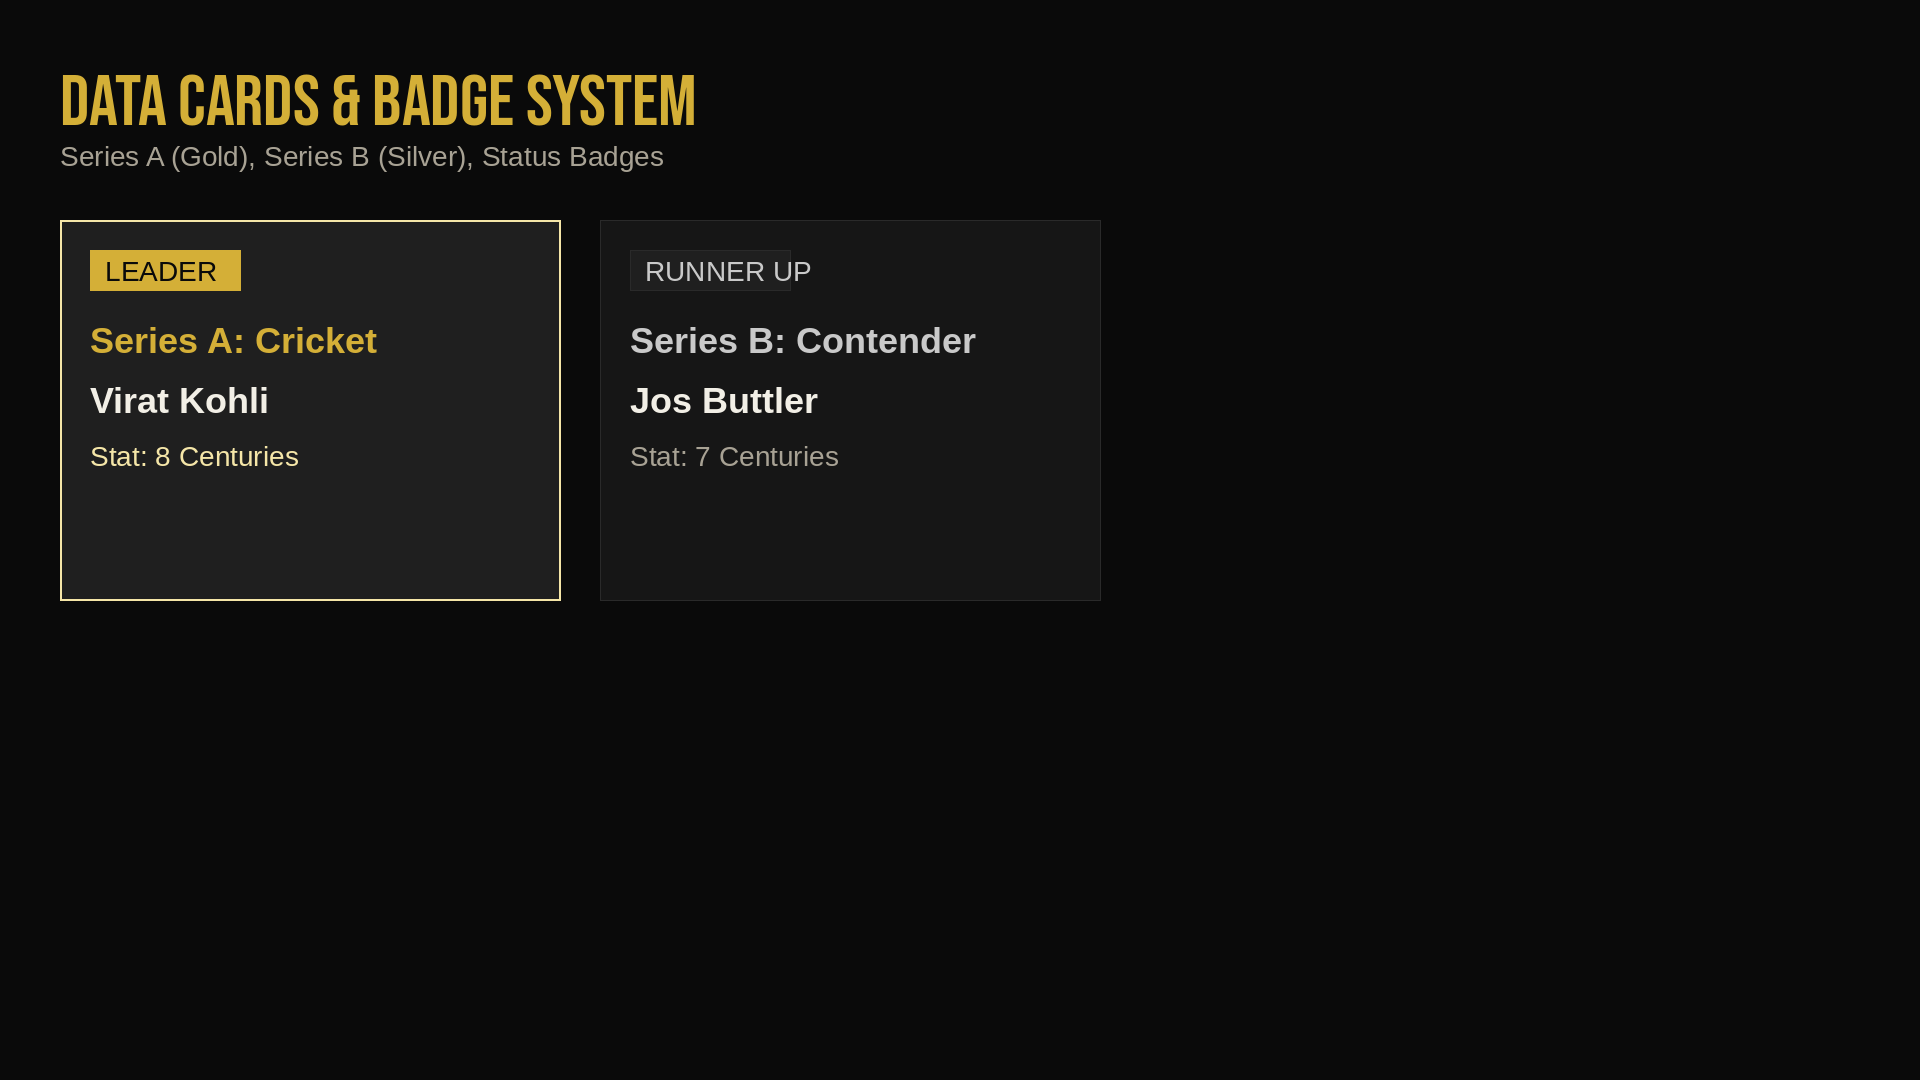 DATA CARDS & BADGE SYSTEM
Series A (Gold), Series B (Silver), Status Badges
LEADER
Series A: Cricket
Virat Kohli
Stat: 8 Centuries
RUNNER UP
Series B: Contender
Jos Buttler
Stat: 7 Centuries